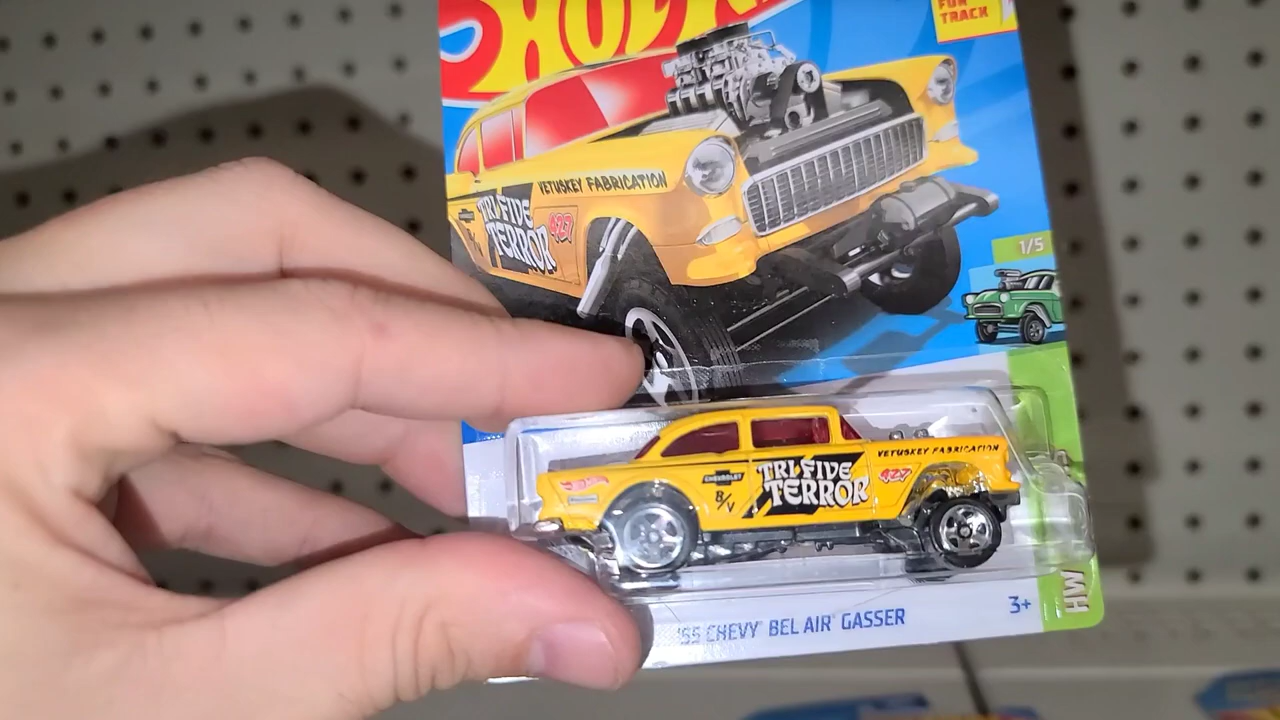 FOR
TRACK
VETUSKEY FABRICATION
TRI FIVE
TERROR
427
1/5
VETUSKEY FABRICATION
CHEVROLET
TRI FIVE
TERROR
427
B/V
'55 CHEVY BEL AIR GASSER
3+
HW